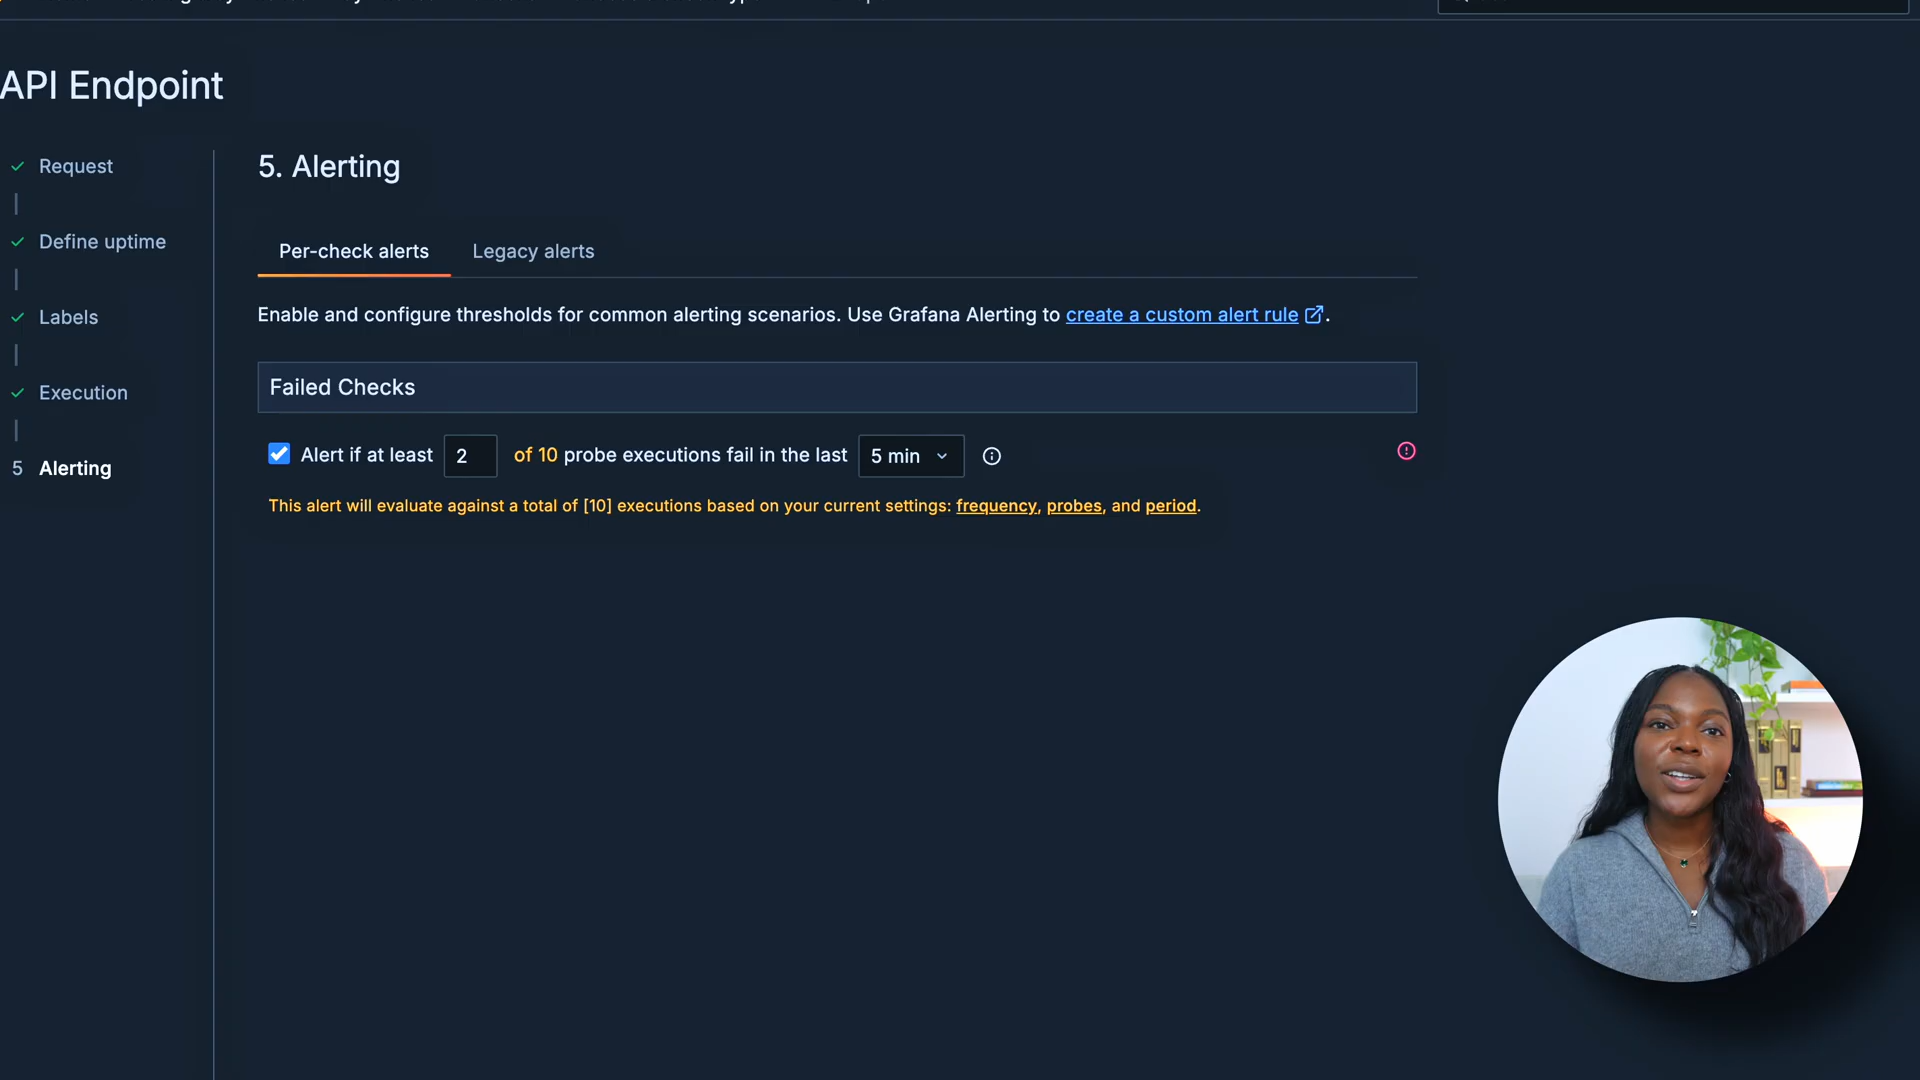 API Endpoint
Request
Define uptime
Labels
Execution
5 Alerting
5. Alerting
Per-check alerts
Legacy alerts
Enable and configure thresholds for common alerting scenarios. Use Grafana Alerting to create a custom alert rule.
Failed Checks
Alert if at least 2 of 10 probe executions fail in the last 5 min
This alert will evaluate against a total of [10] executions based on your current settings: frequency, probes, and period.